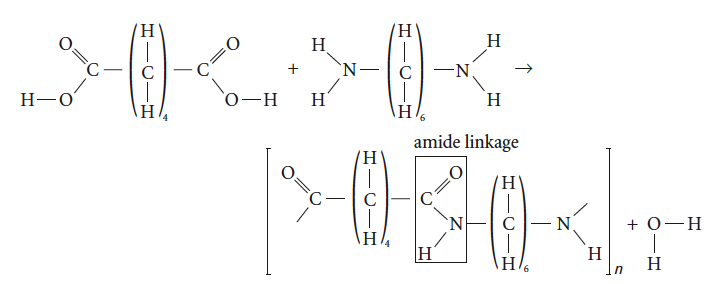 H H
O O H H H
C — C — C + N — C — N →
H — O O — H H H
H 4 H 6
amide linkage
H O H
O C — C — C
N — C — N + O — H
H 4 H H
H 6 n H